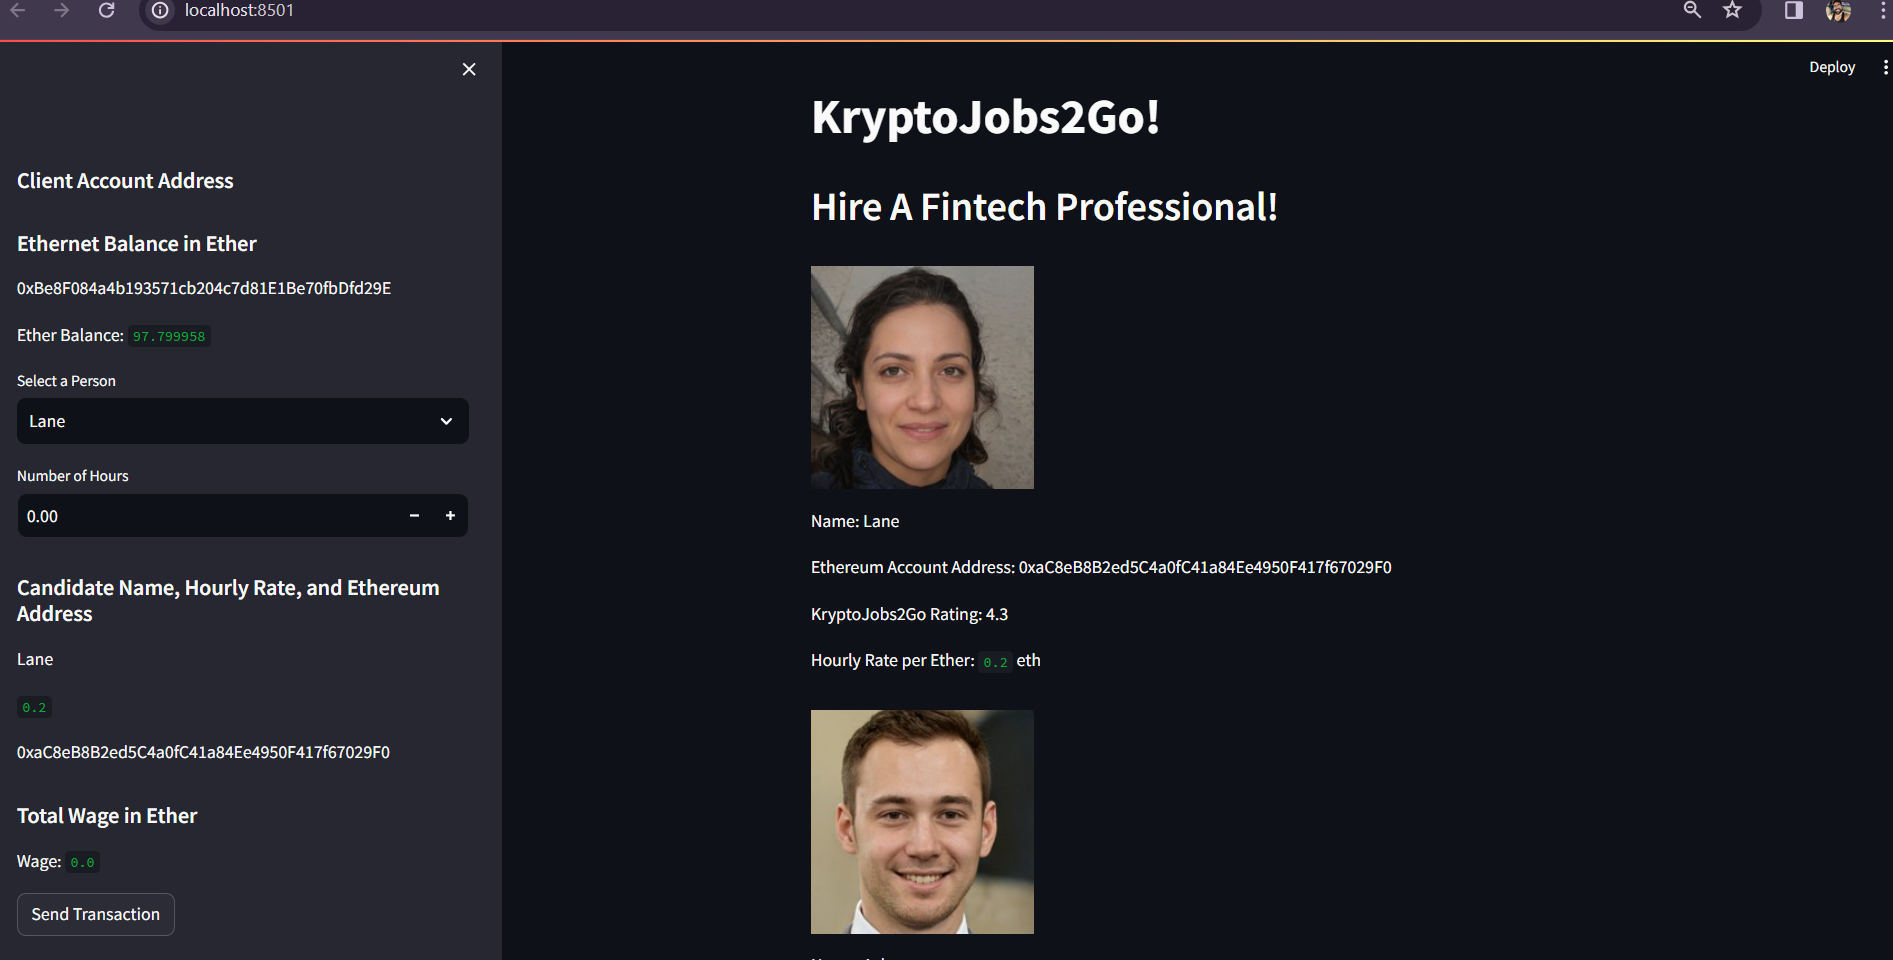 localhost:8501
Deploy
Client Account Address
Ethernet Balance in Ether
0xBe8F084a4b193571cb204c7d81E1Be70fbDfd29E
Ether Balance: 97.799958
Select a Person
Lane
Number of Hours
0.00
Candidate Name, Hourly Rate, and Ethereum
Address
Lane
0.2
0xaC8eB8B2ed5C4a0fC41a84Ee4950F417f67029F0
Total Wage in Ether
Wage: 0.0
Send Transaction
KryptoJobs2Go!
Hire A Fintech Professional!
Name: Lane
Ethereum Account Address: 0xaC8eB8B2ed5C4a0fC41a84Ee4950F417f67029F0
KryptoJobs2Go Rating: 4.3
Hourly Rate per Ether: 0.2 eth